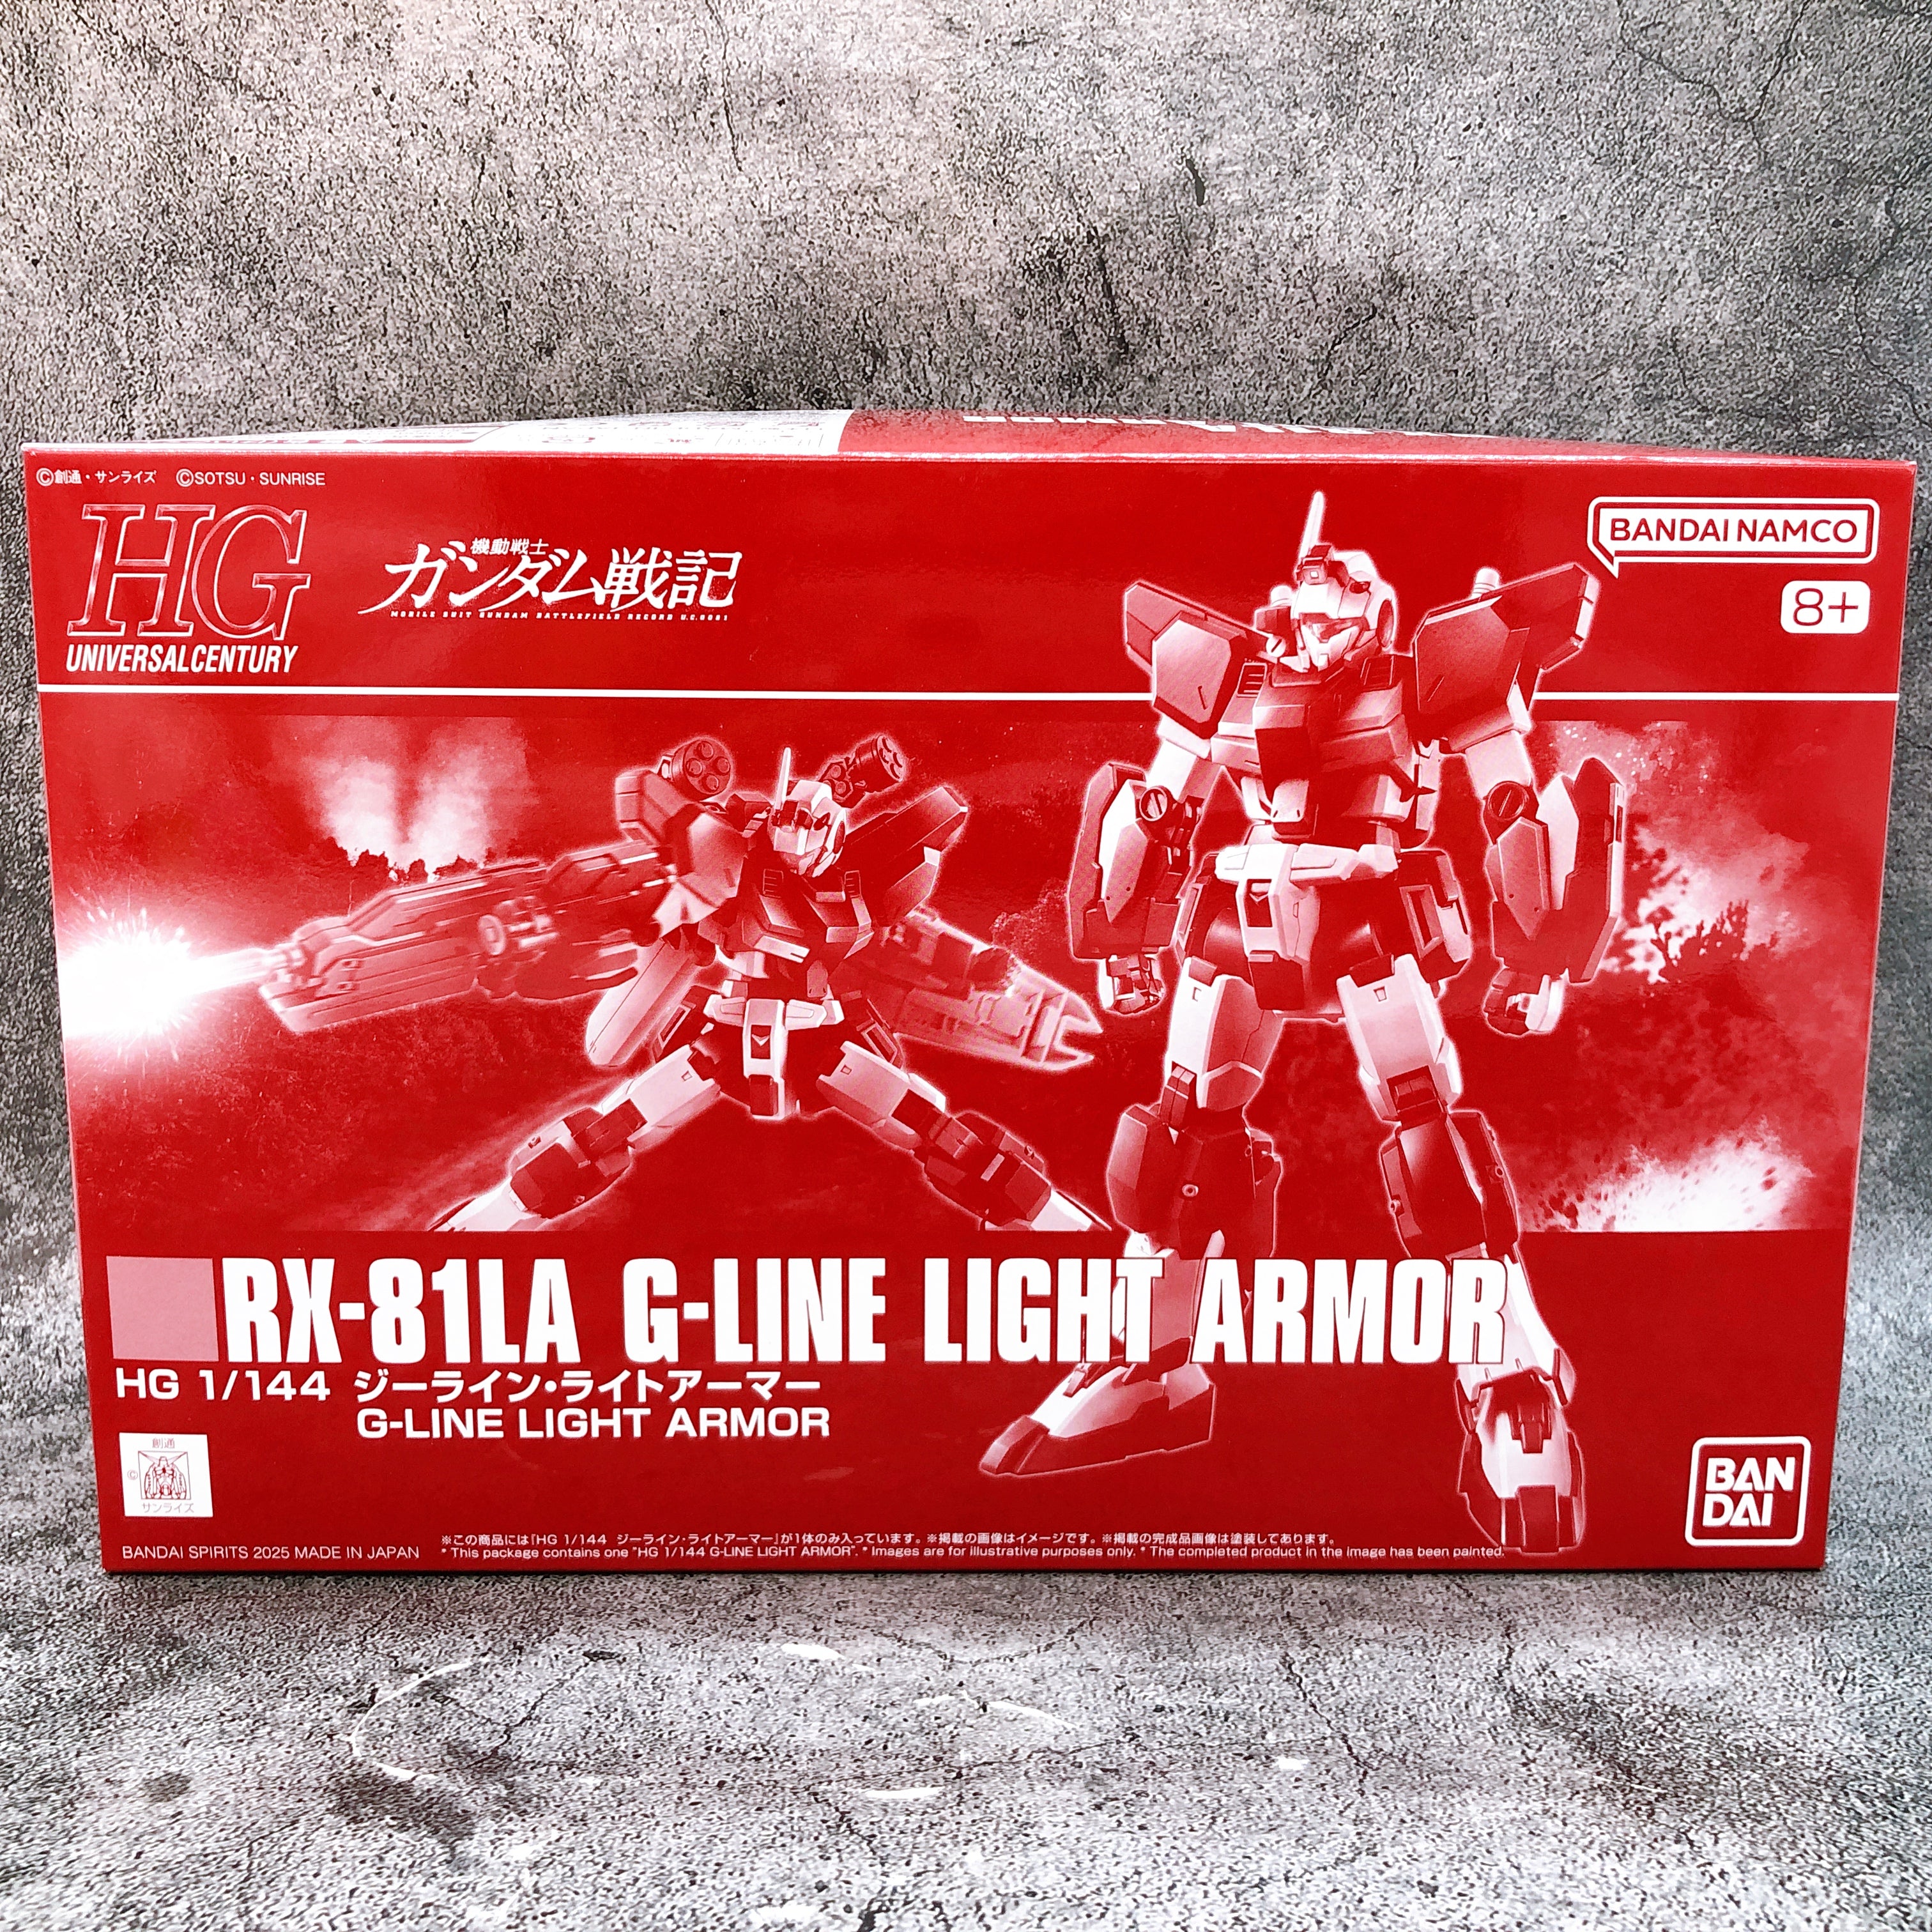 ©創通・サンライズ ©SOTSU・SUNRISE
HG
UNIVERSAL CENTURY
機動戦士
ガンダム戦記
MOBILE SUIT GUNDAM BATTLEFIELD RECORD U.C.0081
BANDAI NAMCO
8+
RX-81LA G-LINE LIGHT ARMOR
HG 1/144 ジーライン・ライトアーマー
G-LINE LIGHT ARMOR
創通
©
サンライズ
BAN
DAI
BANDAI SPIRITS 2025 MADE IN JAPAN
※この商品には『HG 1/144 ジーライン・ライトアーマー』が1体のみ入っています。※掲載の画像はイメージです。※掲載の完成品画像は塗装してあります。
* This package contains one "HG 1/144 G-LINE LIGHT ARMOR". * Images are for illustrative purposes only. * The completed product in the image has been painted.